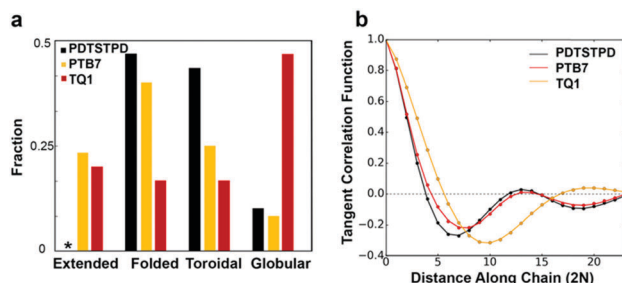 a
0.5
PDTSTPD
PTB7
TQ1
0.25
Fraction
0
*
Extended Folded Toroidal Globular
b
1.0
PDTSTPD
PTB7
TQ1
0.8
0.6
0.4
0.2
0.0
−0.2
−0.4
Tangent Correlation Function
0 5 10 15 20
Distance Along Chain (2N)